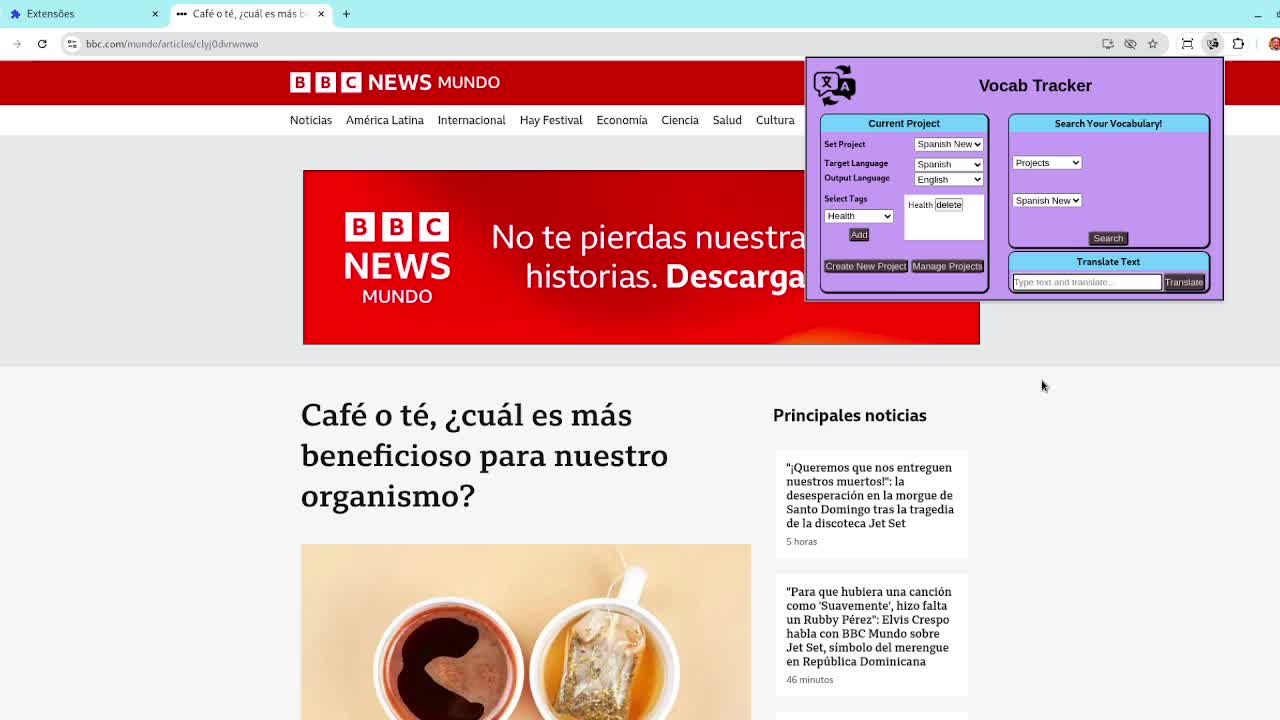 Extensões
Café o té, ¿cuál es más b
bbc.com/mundo/articles/clyj0dvrwnwo
BBC NEWS MUNDO
Noticias América Latina Internacional Hay Festival Economía Ciencia Salud Cultura
BBC
NEWS
MUNDO
No te pierdas nuestra
historias. Descarga
文 A
Vocab Tracker
Current Project
Set Project Spanish New
Target Language Spanish
Output Language English
Select Tags
Health
Add
Health delete
Create New Project Manage Projects
Search Your Vocabulary!
Projects
Spanish New
Search
Translate Text
Type text and translate... Translate
Café o té, ¿cuál es más
beneficioso para nuestro
organismo?
Principales noticias
"¡Queremos que nos entreguen
nuestros muertos!": la
desesperación en la morgue de
Santo Domingo tras la tragedia
de la discoteca Jet Set
5 horas
"Para que hubiera una canción
como 'Suavemente', hizo falta
un Rubby Pérez": Elvis Crespo
habla con BBC Mundo sobre
Jet Set, símbolo del merengue
en República Dominicana
46 minutos